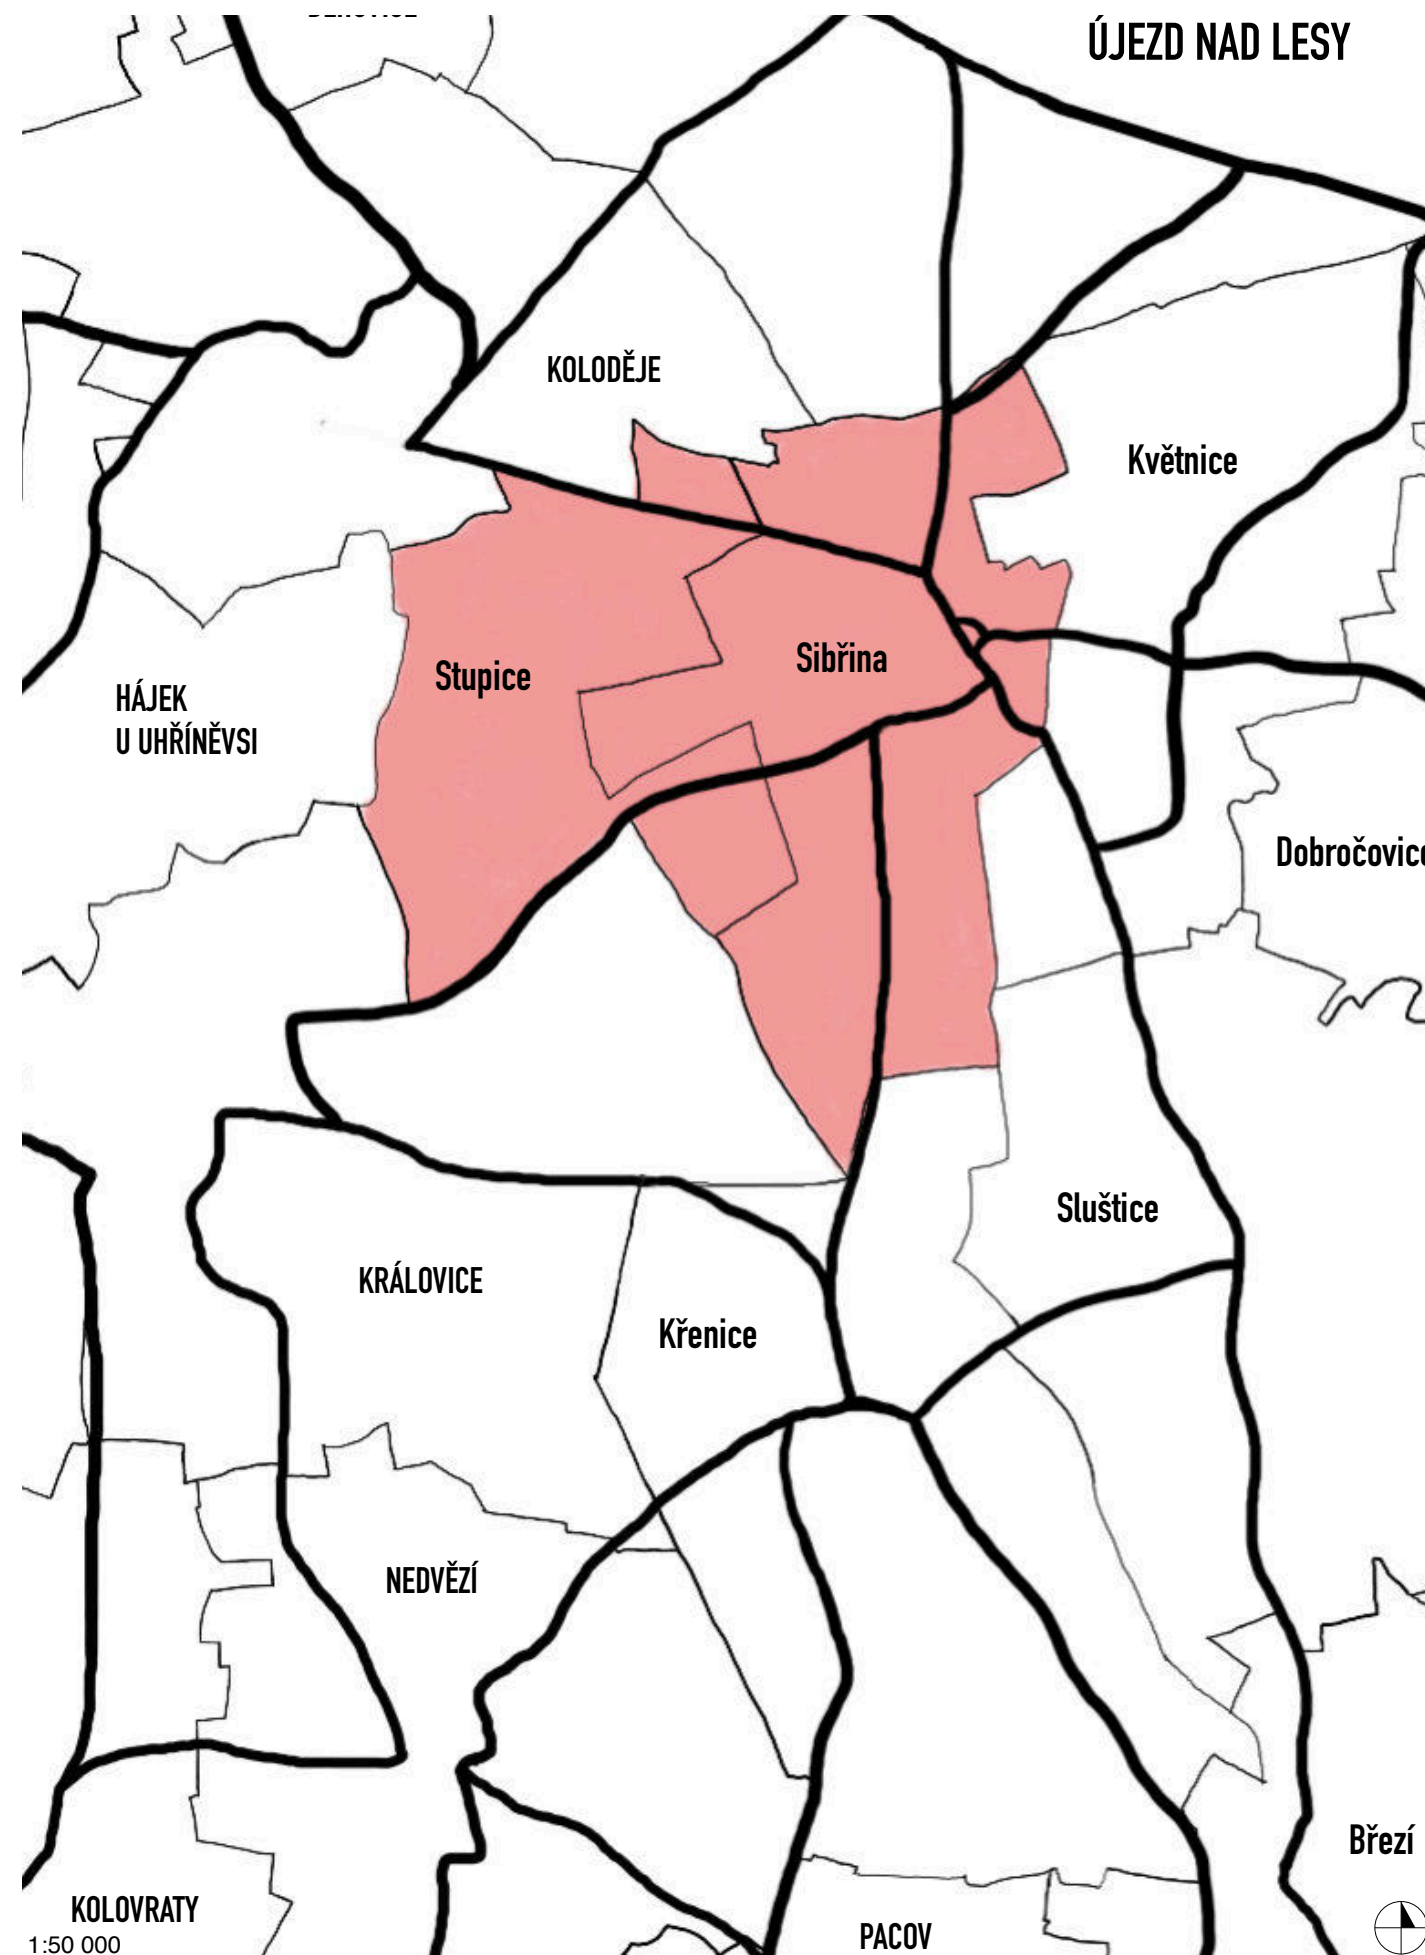 ÚJEZD NAD LESY
KOLODĚJE
Květnice
Sibřina
Stupice
HÁJEK
U UHŘÍNĚVSI
Dobročovice
Sluštice
KRÁLOVICE
Křenice
NEDVĚZÍ
Březí
KOLOVRATY
PACOV
1:50 000